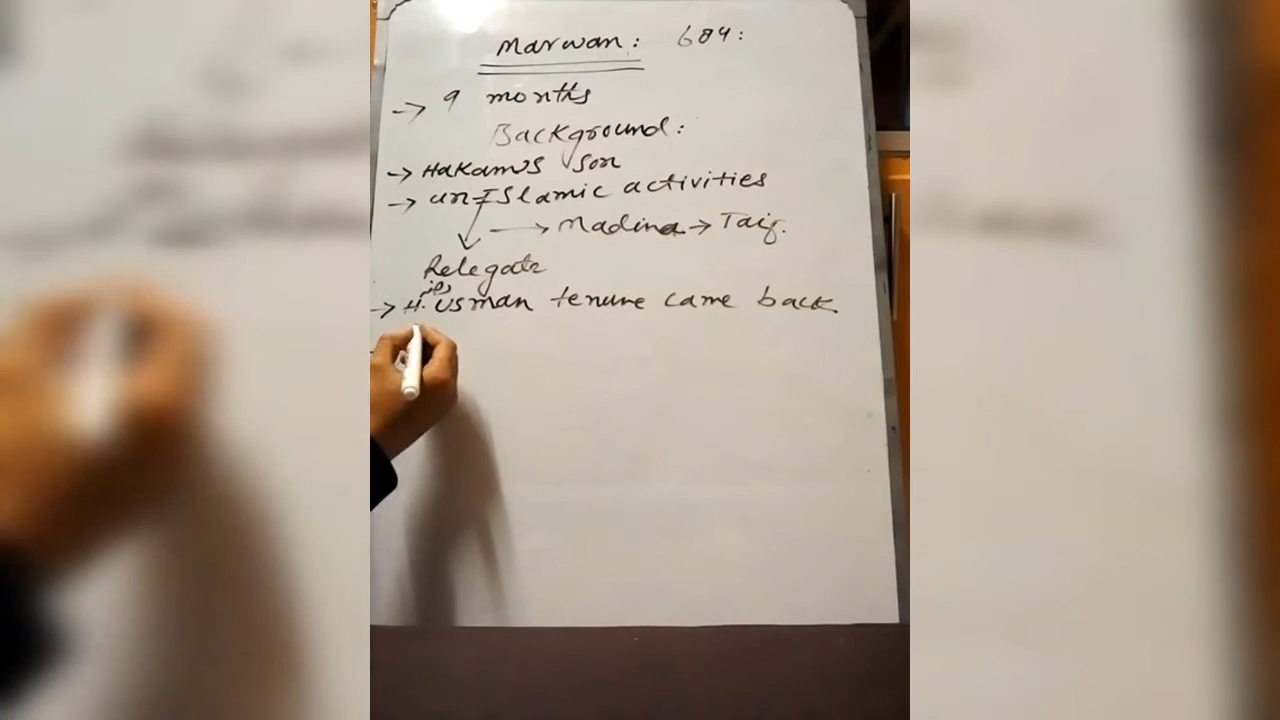 Marwan: 684:
→ 9 months
Background:
→ Hakam's son
→ un-Islamic activities
→ Madina → Taif.
Relegate
→ H. Usman tenure came back